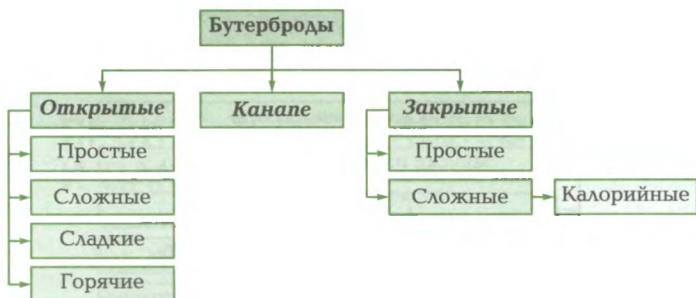 Бутерброды
Открытые
Канапе
Закрытые
Простые
Простые
Сложные
Сложные
Калорийные
Сладкие
Горячие